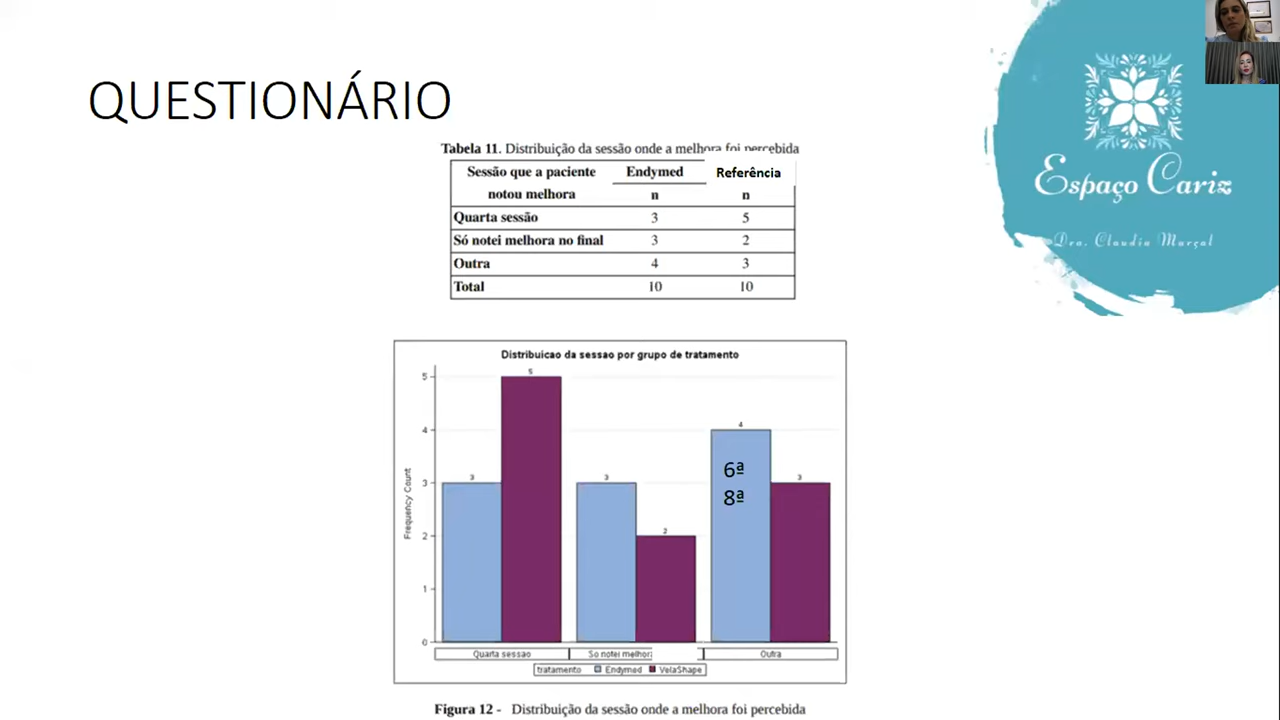 QUESTIONÁRIO
Espaço Cariz
Dra. Claudia Marçal
Tabela 11. Distribuição da sessão onde a melhora foi percebida
Sessão que a paciente notou melhora Endymed Referência
n n
Quarta sessão 3 5
Só notei melhora no final 3 2
Outra 4 3
Total 10 10
Distribuicao da sessao por grupo de tratamento
Frequency Count
5
4
3
2
1
0
3 5 3 2 4 3
6ª
8ª
Quarta sessao So notei melhor Outra
tratamento Endymed VelaShape
Figura 12 - Distribuição da sessão onde a melhora foi percebida